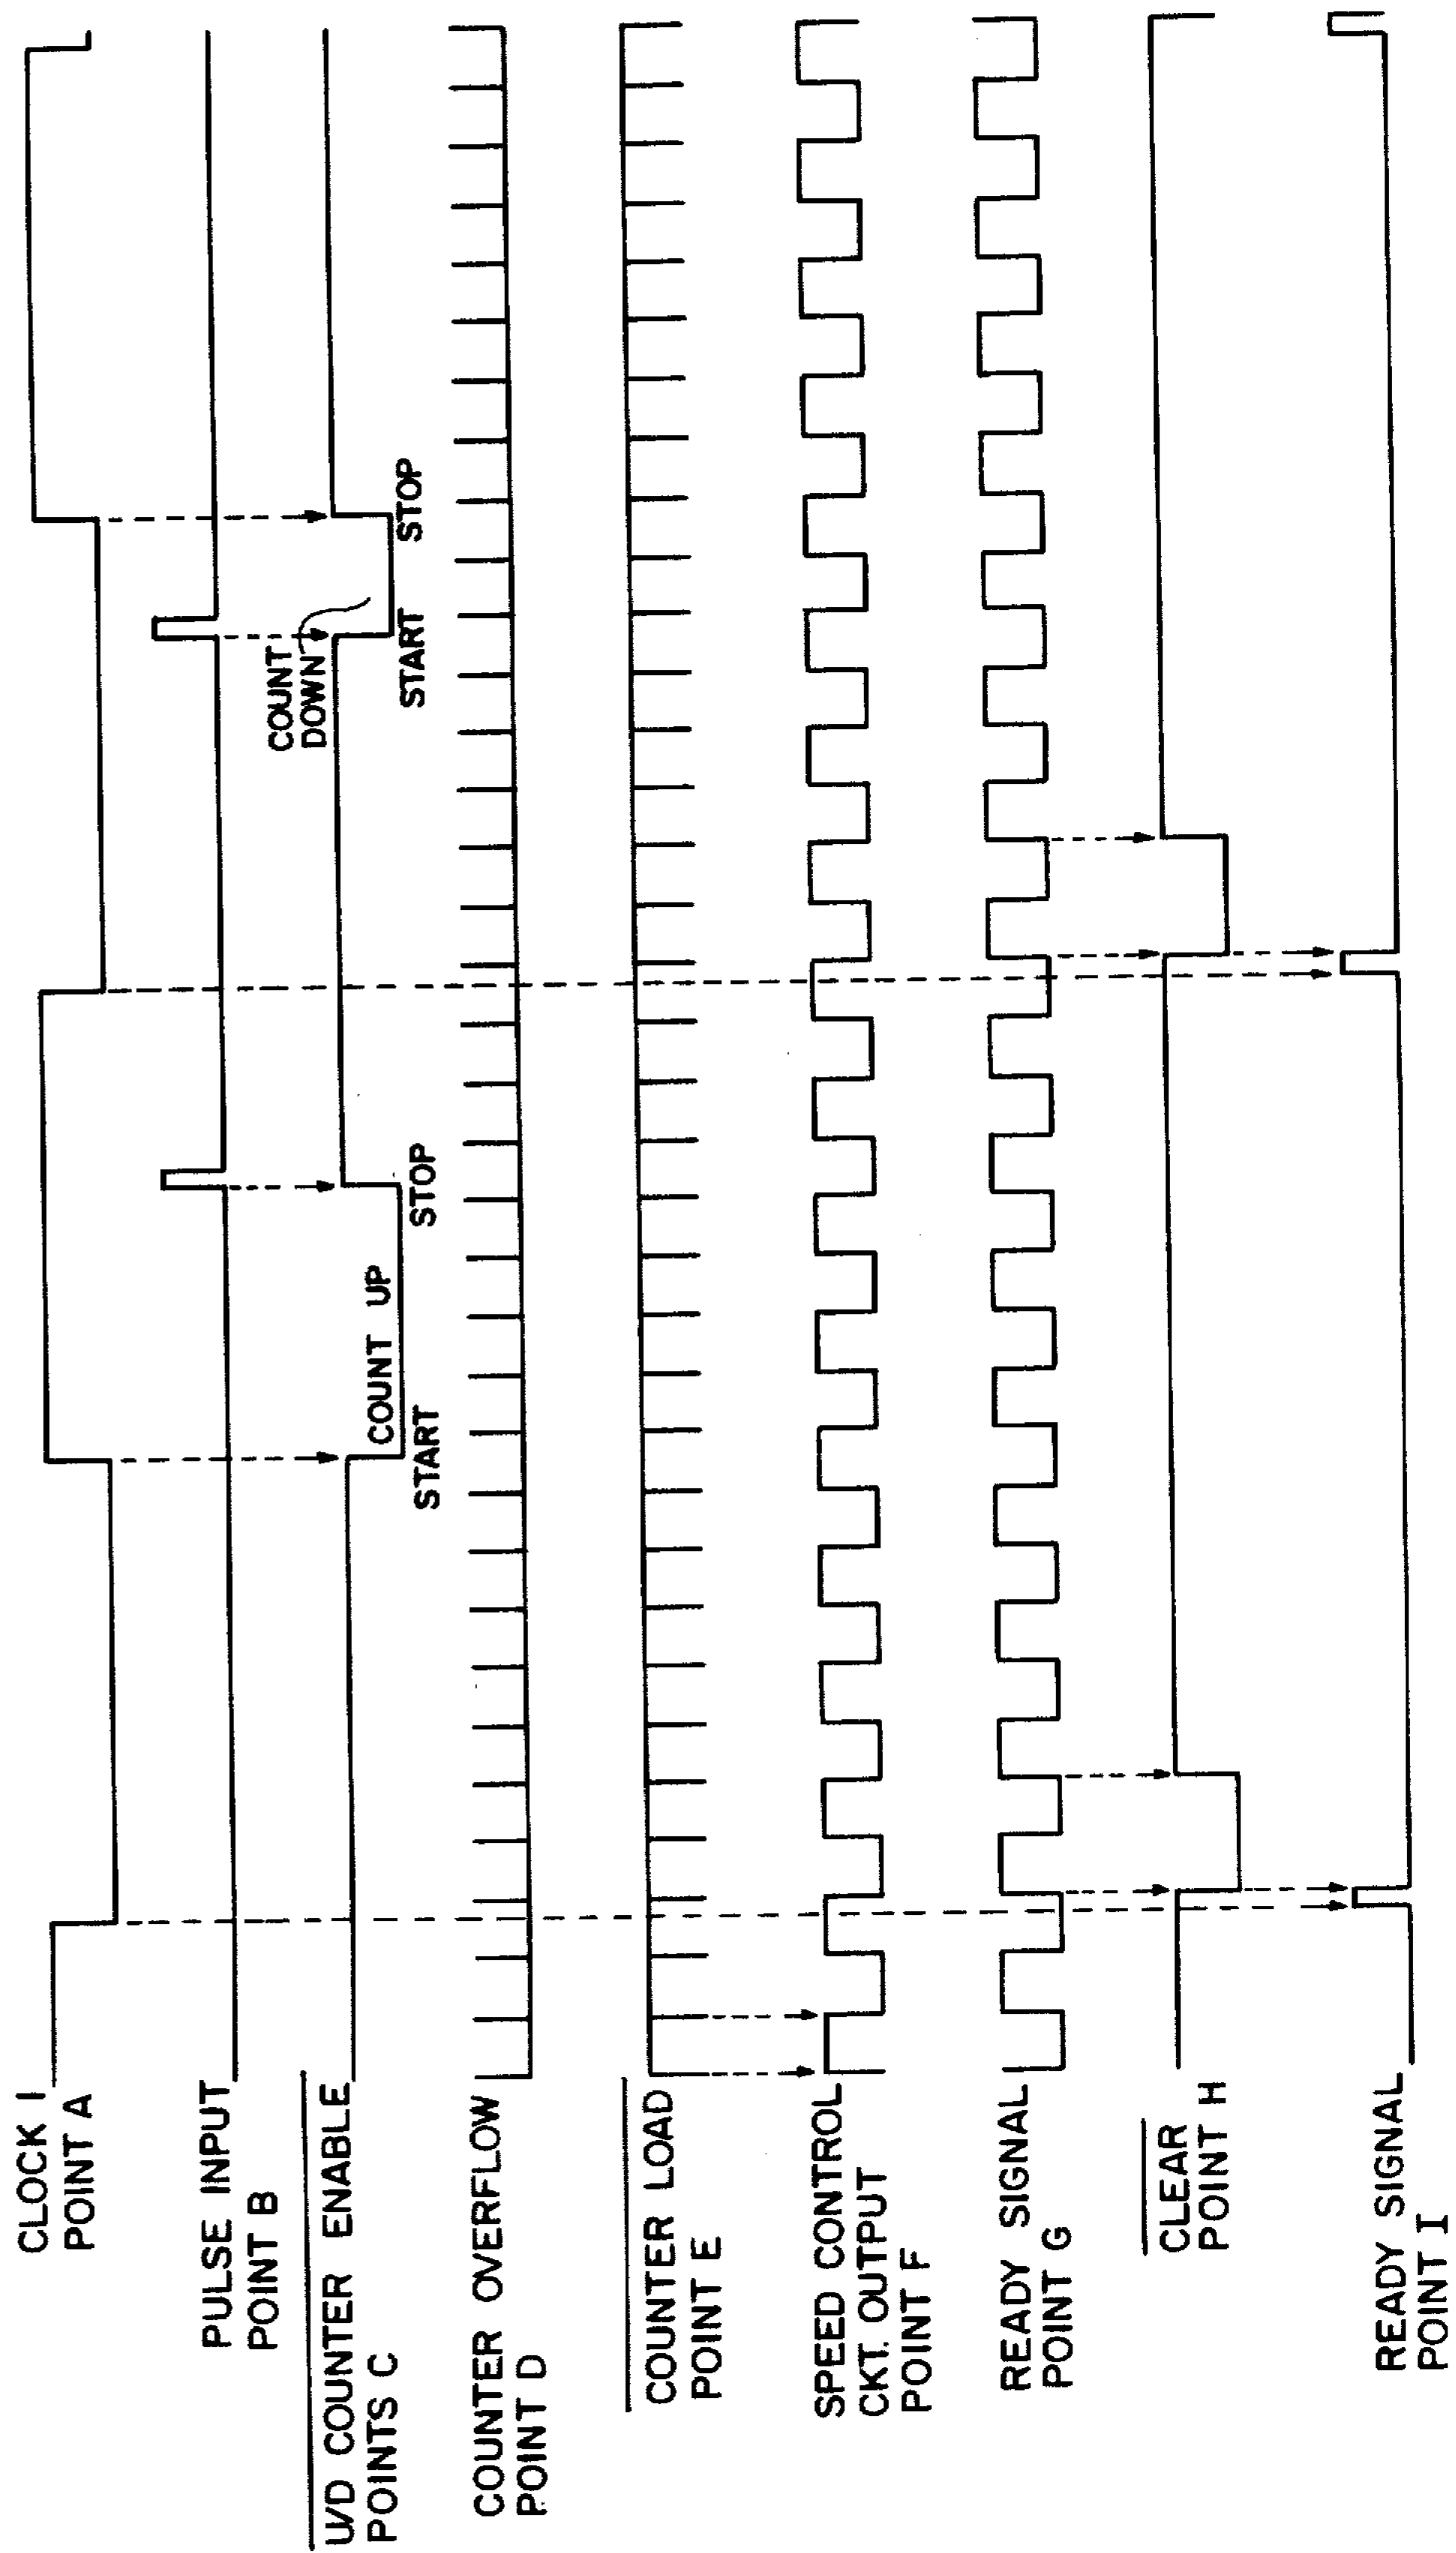 CLOCK I
POINT A
PULSE INPUT
POINT B
U/D COUNTER ENABLE
POINTS C
START
COUNT UP
STOP
COUNT
DOWN
START
STOP
COUNTER OVERFLOW
POINT D
COUNTER LOAD
POINT E
SPEED CONTROL
CKT. OUTPUT
POINT F
READY SIGNAL
POINT G
CLEAR
POINT H
READY SIGNAL
POINT I